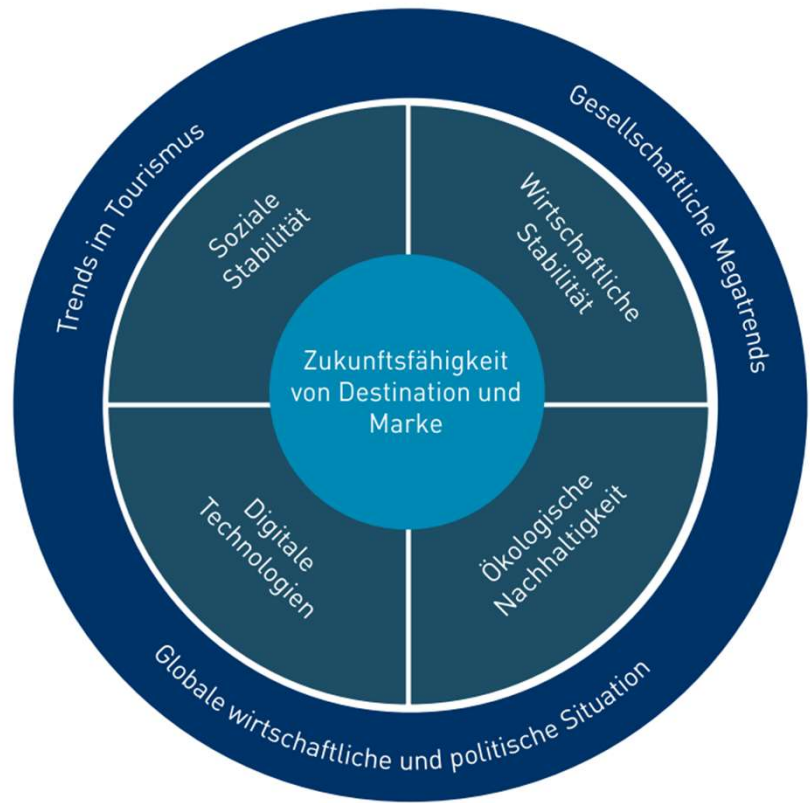 Trends im Tourismus
Gesellschaftliche Megatrends
Soziale
Stabilität
Wirtschaftliche
Stabilität
Zukunftsfähigkeit
von Destination und
Marke
Digitale
Technologien
Ökologische
Nachhaltigkeit
Globale wirtschaftliche und politische Situation